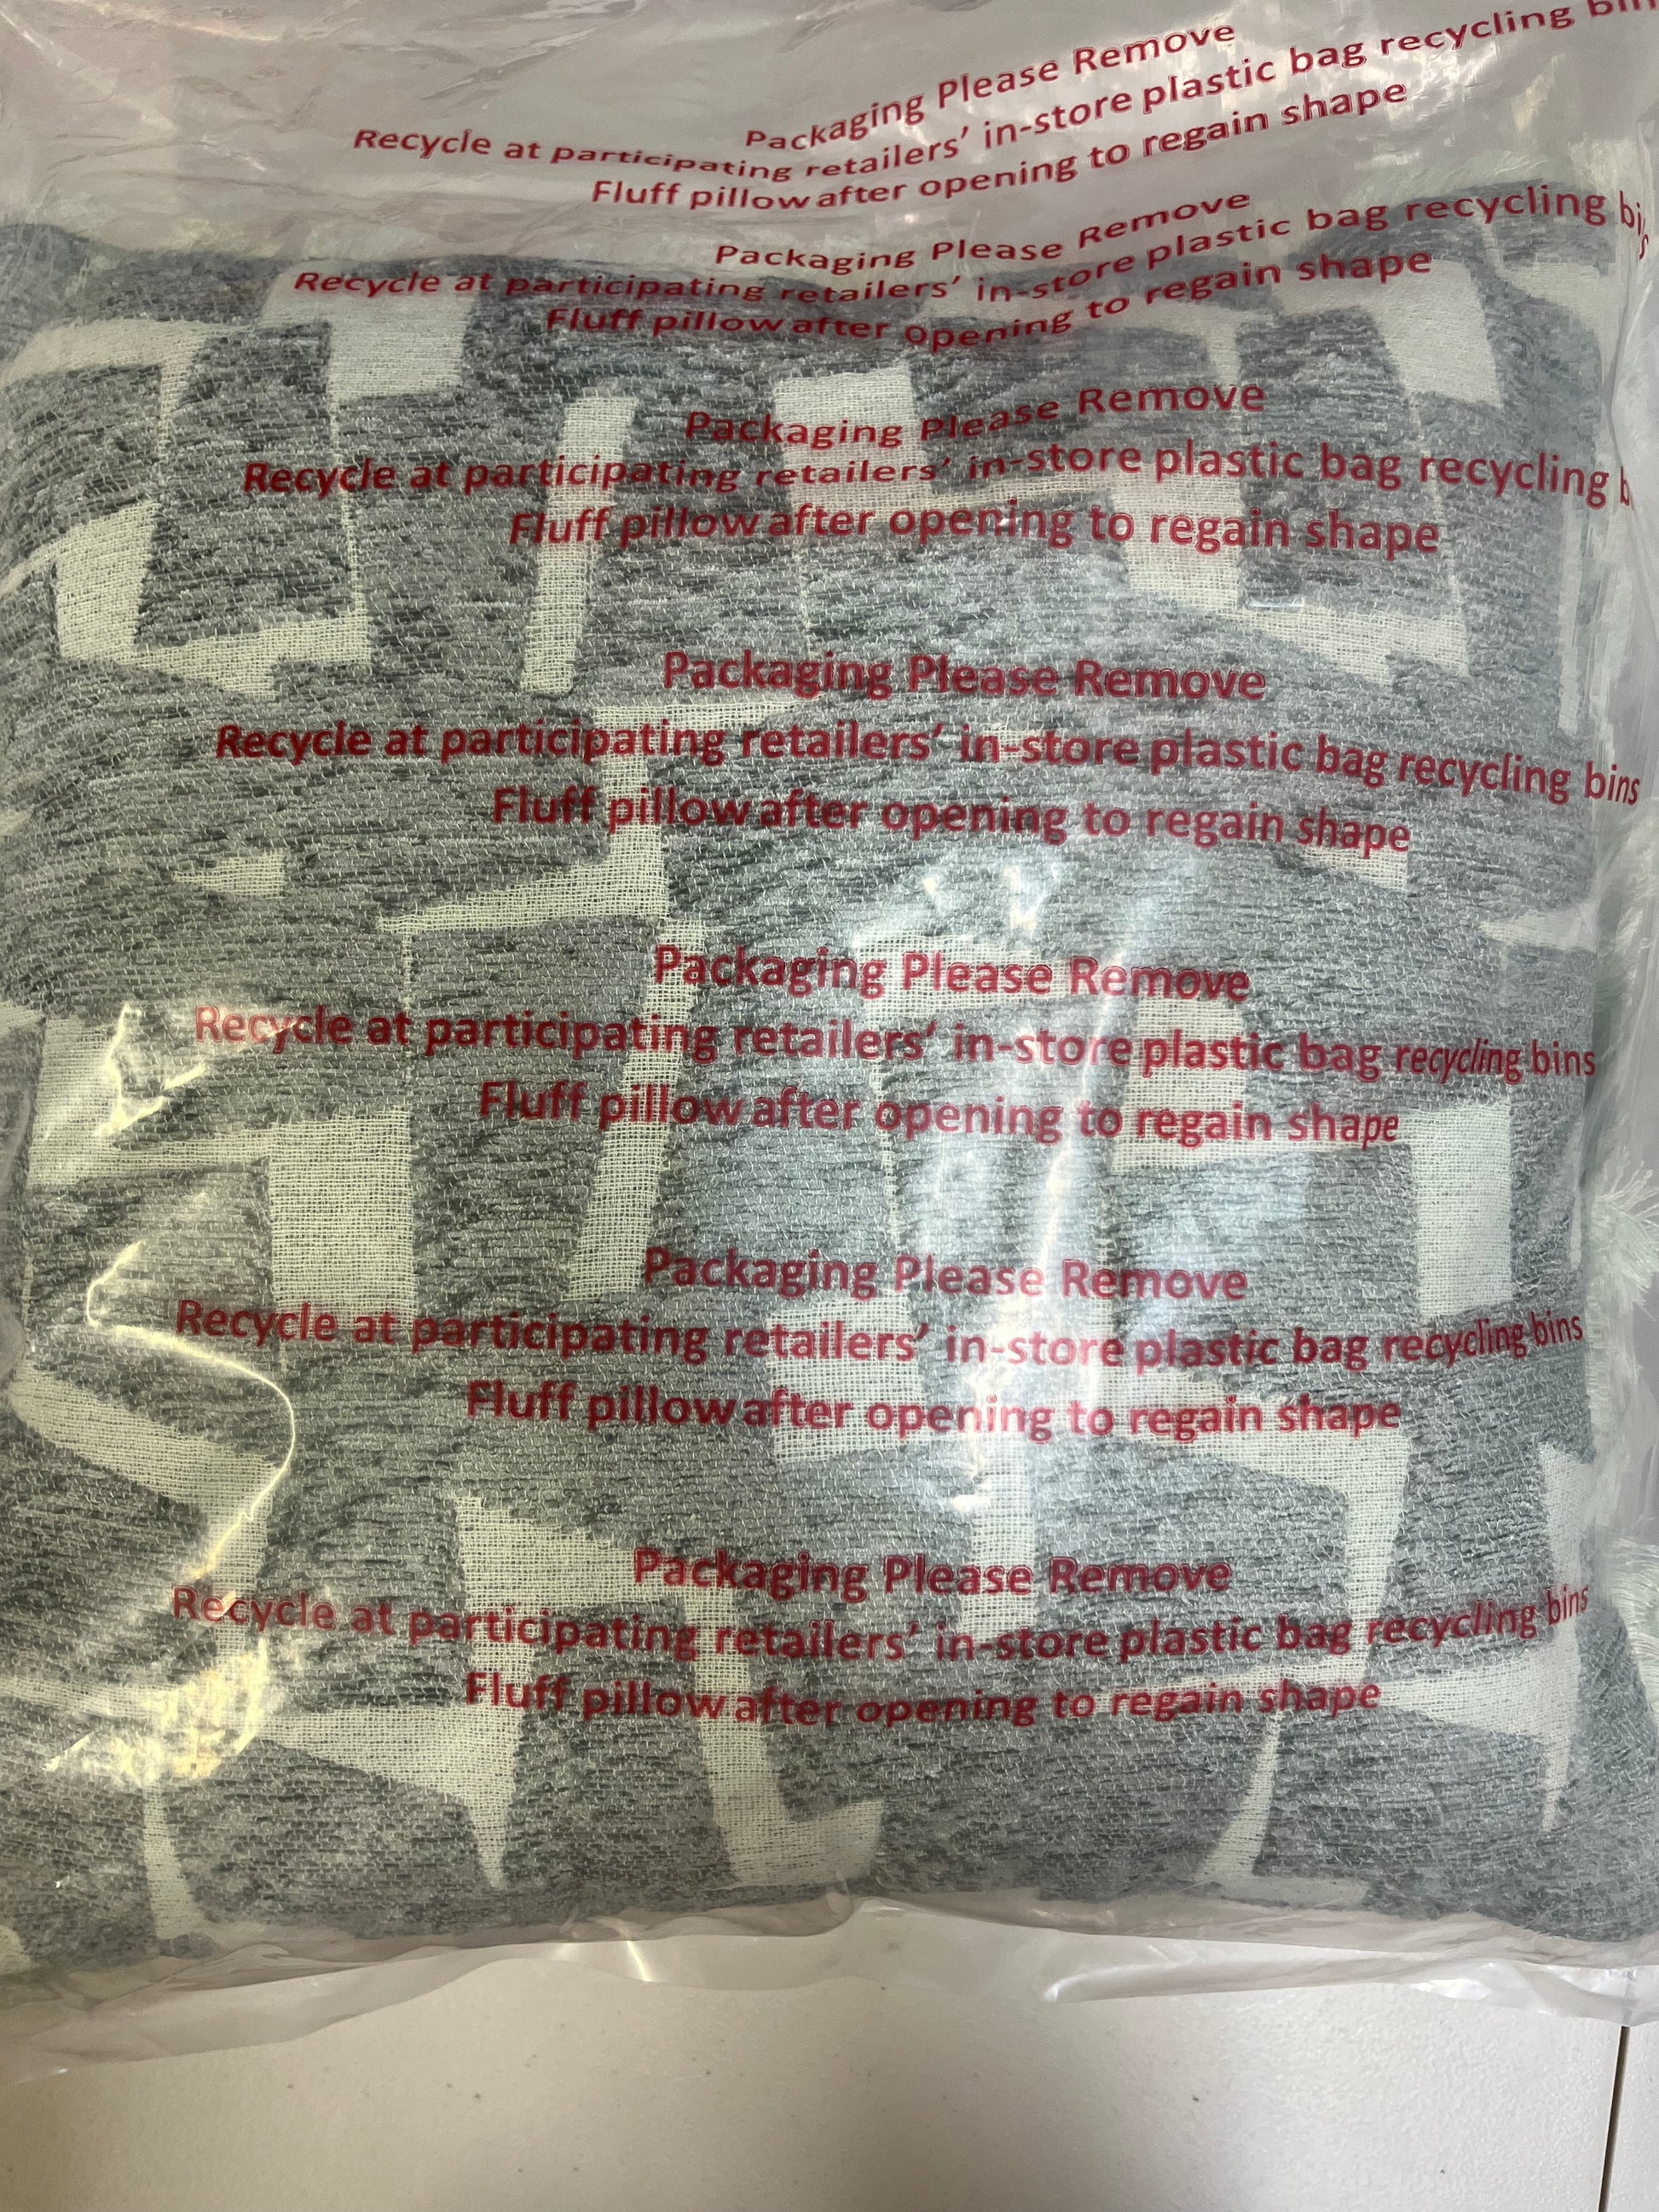 Packaging Please Remove
Recycle at participating retailers’ in-store plastic bag recycling
Fluff pillow after opening to regain shape
Packaging Please Remove
Recycle at participating retailers’ in-store plastic bag recycling bins
Fluff pillow after opening to regain shape
Packaging Please Remove
Recycle at participating retailers’ in-store plastic bag recycling b
Fluff pillow after opening to regain shape
Packaging Please Remove
Recycle at participating retailers’ in-store plastic bag recycling bins
Fluff pillow after opening to regain shape
Packaging Please Remove
Recycle at participating retailers’ in-store plastic bag recycling bins
Fluff pillow after opening to regain shape
Packaging Please Remove
Recycle at participating retailers’ in-store plastic bag recycling bins
Fluff pillow after opening to regain shape
Packaging Please Remove
Recycle at participating retailers’ in-store plastic bag recycling bins
Fluff pillow after opening to regain shape